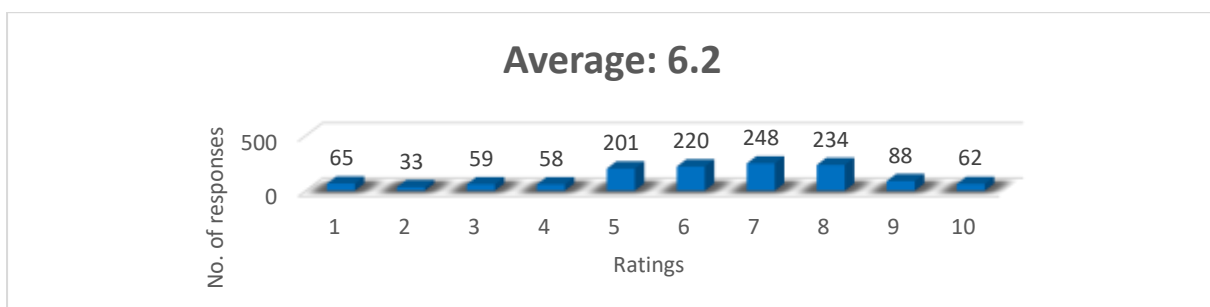 Average: 6.2
No. of responses
500
0
65 33 59 58 201 220 248 234 88 62
1 2 3 4 5 6 7 8 9 10
Ratings